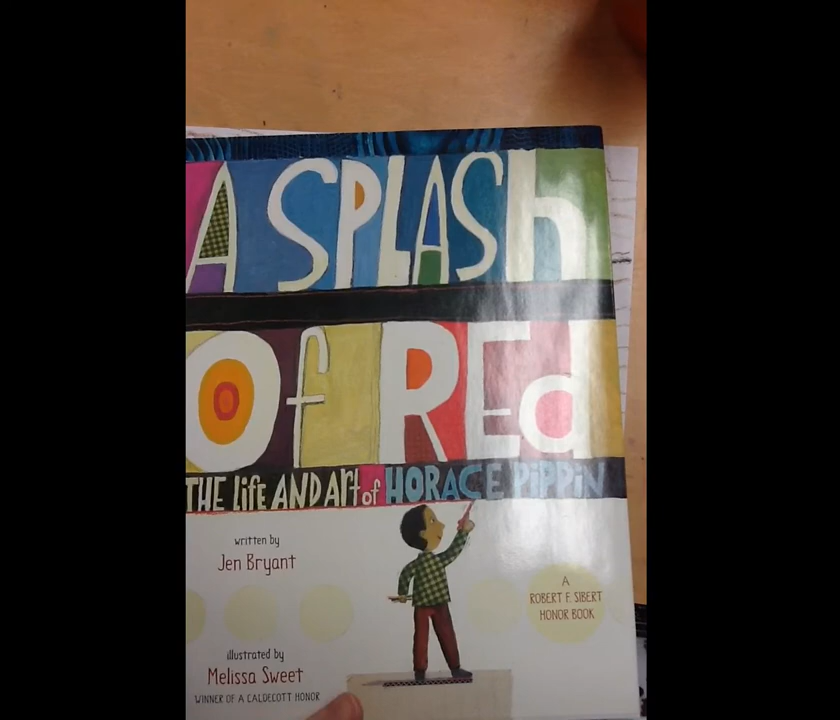 A SPLASh
Of REd
THE Life AND Art of HORACE PiPPiN
written by
Jen Bryant
A
ROBERT F. SIBERT
HONOR BOOK
illustrated by
Melissa Sweet
WINNER OF A CALDECOTT HONOR